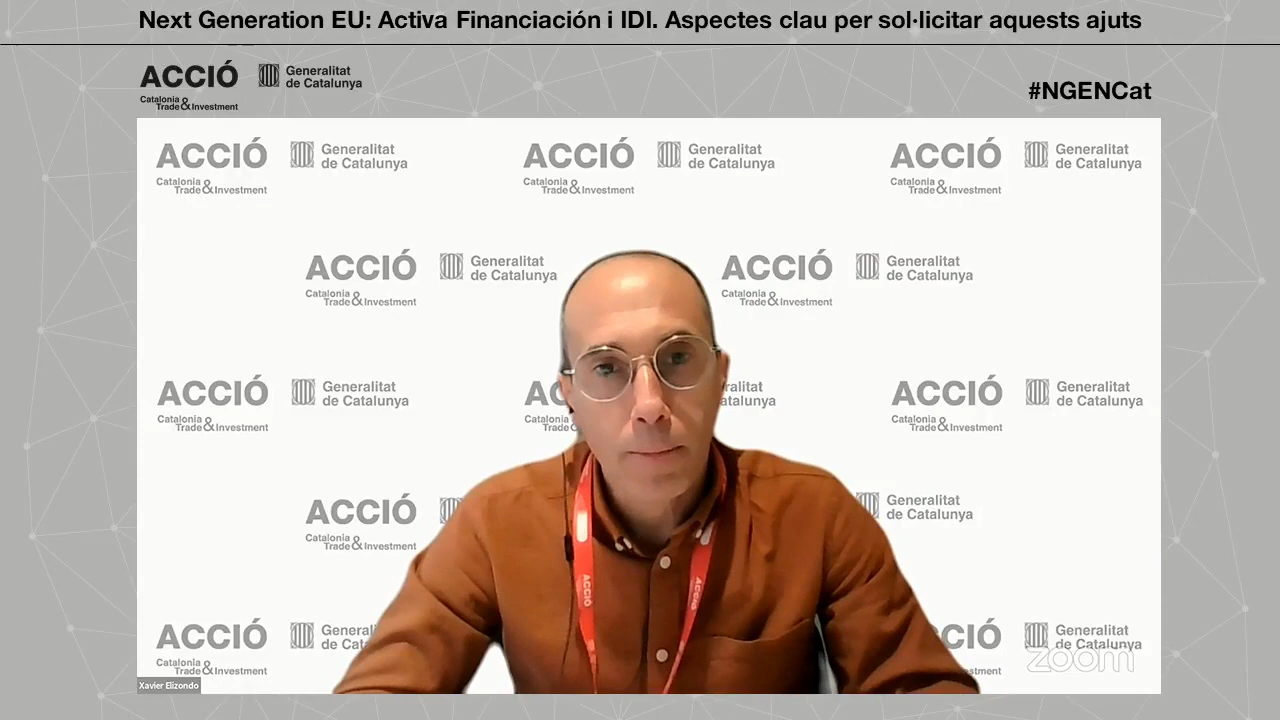 Next Generation EU: Activa Financiación i IDI. Aspectes clau per sol·licitar aquests ajuts
ACCIÓ
Catalonia
Trade & Investment
Generalitat
de Catalunya
#NGENCat
ACCIÓ
Catalonia
Trade & Investment
Generalitat
de Catalunya
ACCIÓ
Catalonia
Trade & Investment
Generalitat
de Catalunya
ACCIÓ
Catalonia
Trade & Investment
Generalitat
de Catalunya
ACCIÓ
Catalonia
Trade & Investment
Generalitat
de Catalunya
ACCIÓ
Catalonia
Trade & Investment
Generalitat
de Catalunya
ACCIÓ
Catalonia
Trade & Investment
Generalitat
de Catalunya
ACCIÓ
Catalonia
Trade & Investment
Generalitat
de Catalunya
ACCIÓ
Catalonia
Trade & Investment
Generalitat
de Catalunya
ACCIÓ
ACCIÓ
ACCIÓ
Catalonia
Trade & Investment
Generalitat
de Catalunya
zoom
Xavier Elizondo